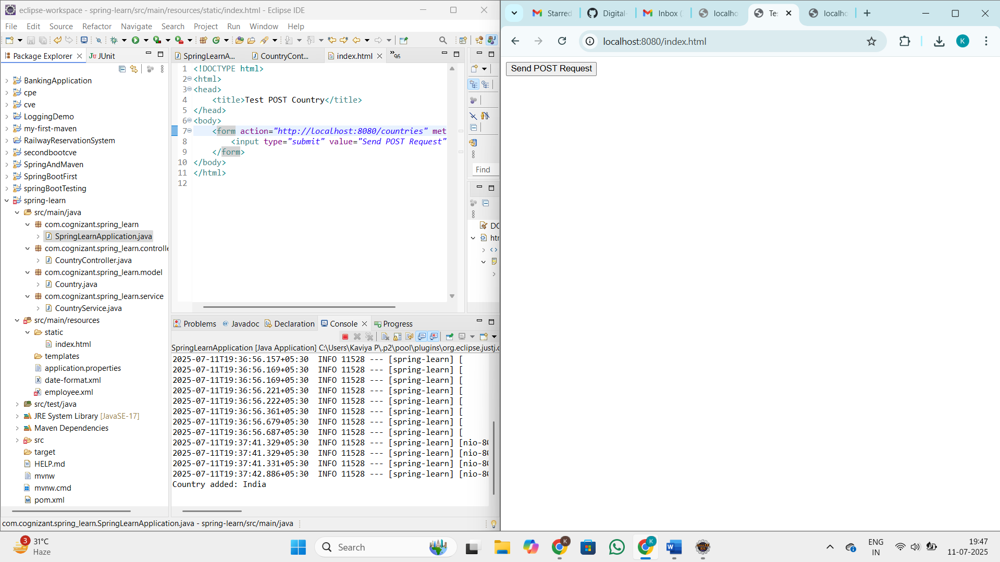 eclipse-workspace - spring-learn/src/main/resources/static/index.html - Eclipse IDE
File Edit Source Refactor Navigate Search Project Run Window Help
Package Explorer
JUnit
BankingApplication
cpe
cve
LoggingDemo
my-first-maven
RailwayReservationSystem
secondbootcve
SpringAndMaven
SpringBootFirst
springBootTesting
spring-learn
src/main/java
com.cognizant.spring_learn
SpringLearnApplication.java
com.cognizant.spring_learn.controlle
CountryController.java
com.cognizant.spring_learn.model
Country.java
com.cognizant.spring_learn.service
CountryService.java
src/main/resources
static
index.html
templates
application.properties
date-format.xml
employee.xml
src/test/java
JRE System Library [JavaSE-17]
Maven Dependencies
src
target
HELP.md
mvnw
mvnw.cmd
pom.xml
SpringLearnA... CountryCont... index.html 96
1 <!DOCTYPE html>
2 <html>
3 <head>
4 <title>Test POST Country</title>
5 </head>
6 <body>
7 <form action="http://localhost:8080/countries" met
8 <input type="submit" value="Send POST Request"
9 </form>
10 </body>
11 </html>
12
Find
DO
htr
Problems Javadoc Declaration Console Progress
SpringLearnApplication [Java Application] C:\Users\Kaviya P\.p2\pool\plugins\org.eclipse.justj.o
2025-07-11T19:36:56.157+05:30 INFO 11528 --- [spring-learn] [
2025-07-11T19:36:56.169+05:30 INFO 11528 --- [spring-learn] [
2025-07-11T19:36:56.169+05:30 INFO 11528 --- [spring-learn] [
2025-07-11T19:36:56.221+05:30 INFO 11528 --- [spring-learn] [
2025-07-11T19:36:56.222+05:30 INFO 11528 --- [spring-learn] [
2025-07-11T19:36:56.361+05:30 INFO 11528 --- [spring-learn] [
2025-07-11T19:36:56.679+05:30 INFO 11528 --- [spring-learn] [
2025-07-11T19:36:56.687+05:30 INFO 11528 --- [spring-learn] [
2025-07-11T19:37:41.329+05:30 INFO 11528 --- [spring-learn] [nio-80
2025-07-11T19:37:41.329+05:30 INFO 11528 --- [spring-learn] [nio-80
2025-07-11T19:37:41.331+05:30 INFO 11528 --- [spring-learn] [nio-80
2025-07-11T19:37:42.886+05:30 INFO 11528 --- [spring-learn] [nio-80
Country added: India
com.cognizant.spring_learn.SpringLearnApplication.java - spring-learn/src/main/java
Starred Digital- Inbox ( localho Tes localho
localhost:8080/index.html
K
Send POST Request
3
31°C
Haze
Search
ENG
IN
19:47
11-07-2025